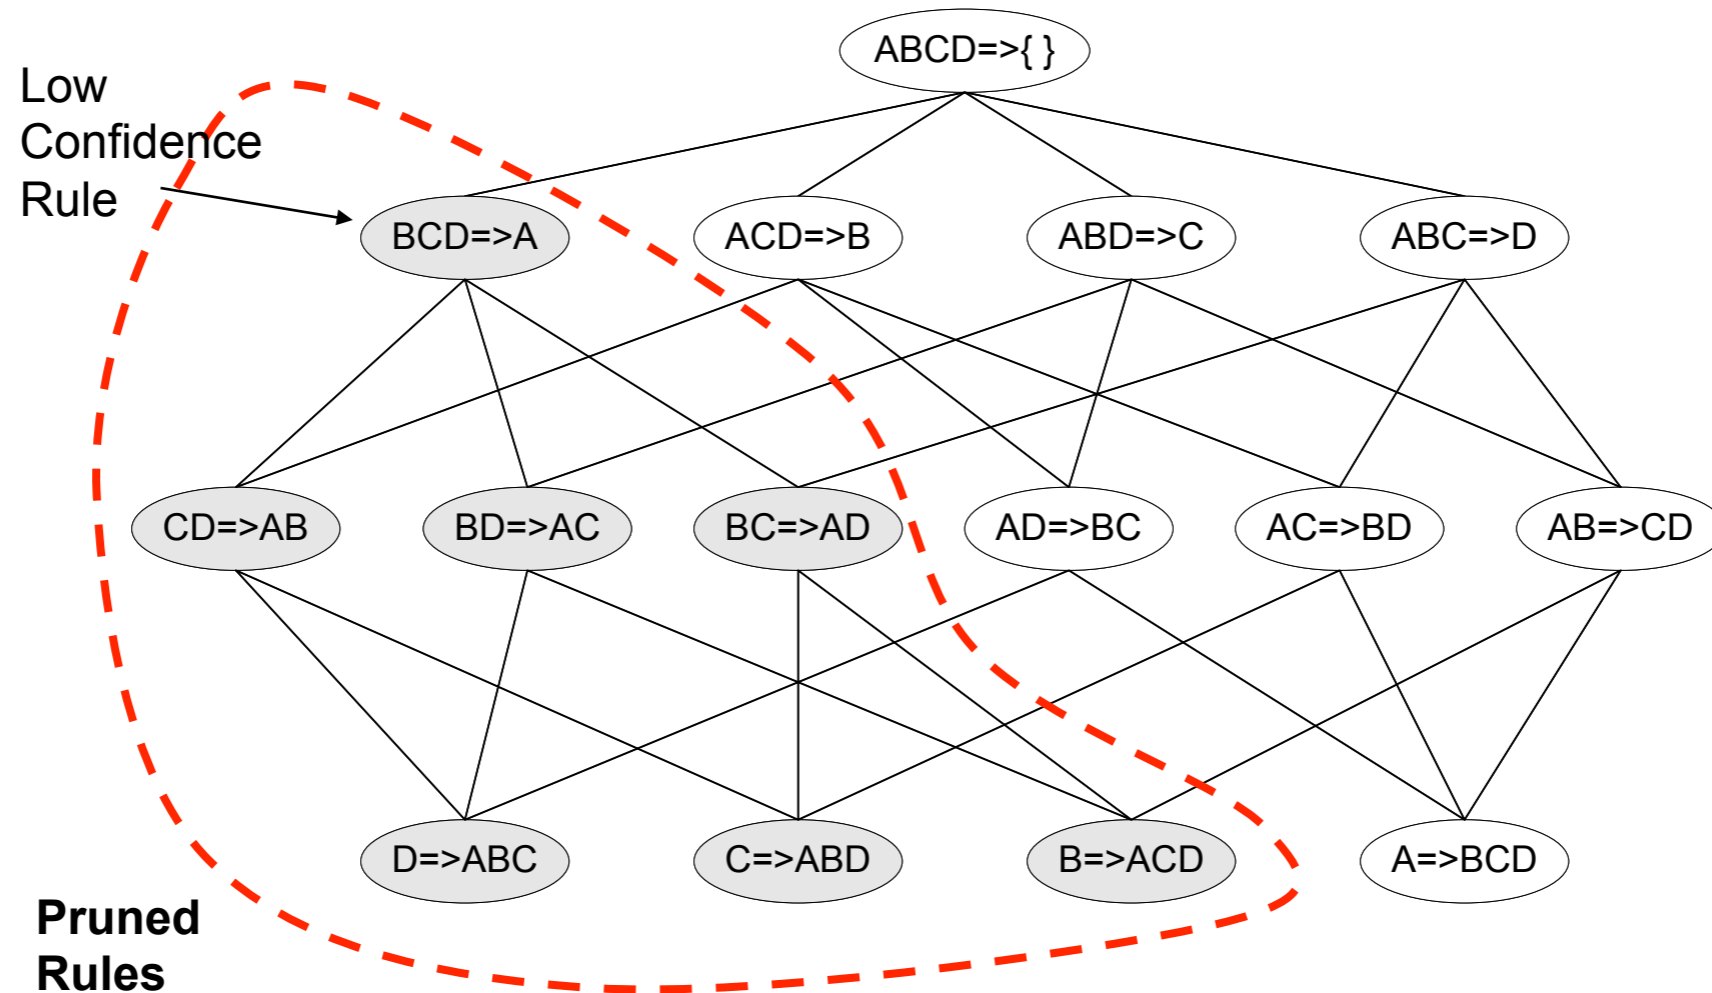 ABCD=>{ }
Low
Confidence
Rule
BCD=>A
ACD=>B
ABD=>C
ABC=>D
CD=>AB
BD=>AC
BC=>AD
AD=>BC
AC=>BD
AB=>CD
D=>ABC
C=>ABD
B=>ACD
A=>BCD
Pruned
Rules